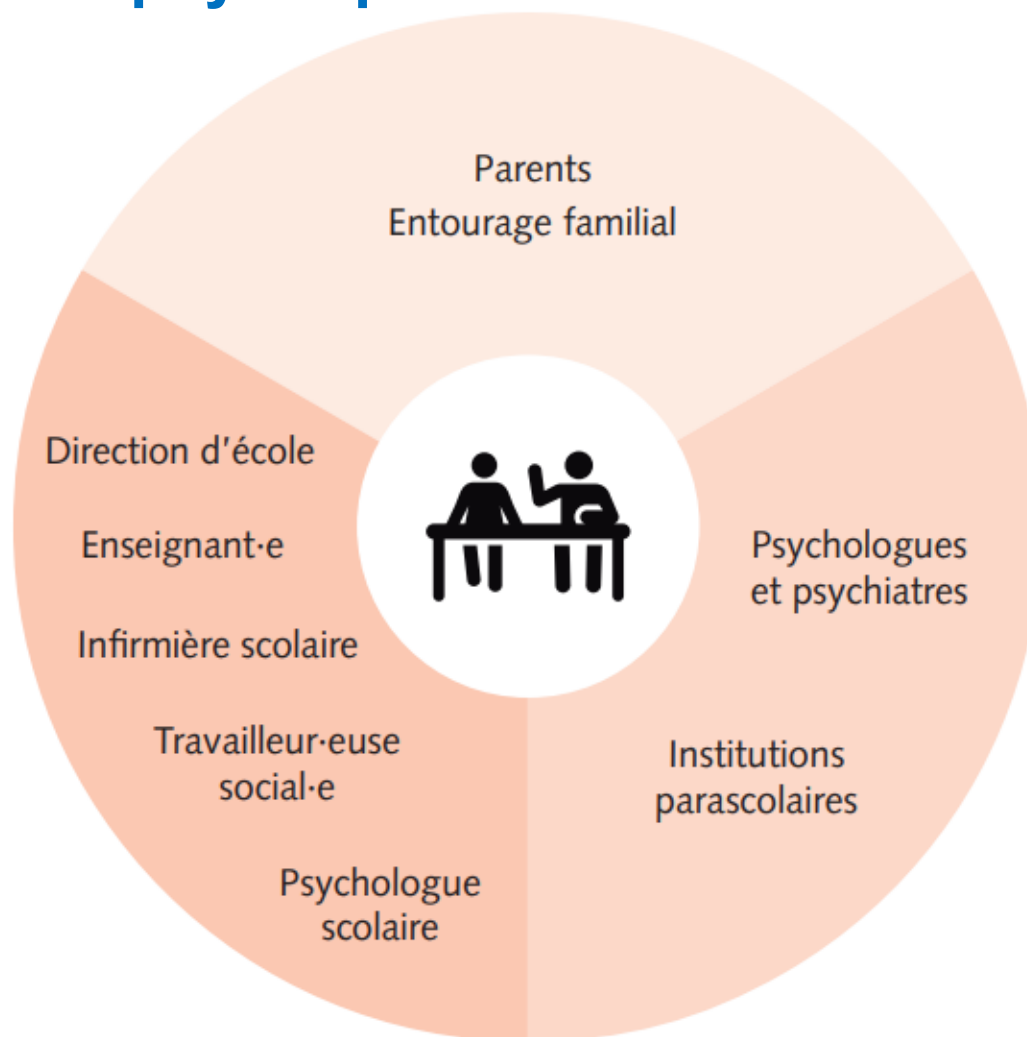 Parents
Entourage familial
Direction d'école
Enseignant·e
Infirmière scolaire
Travailleur·euse
social·e
Psychologue
scolaire
Psychologues
et psychiatres
Institutions
parascolaires